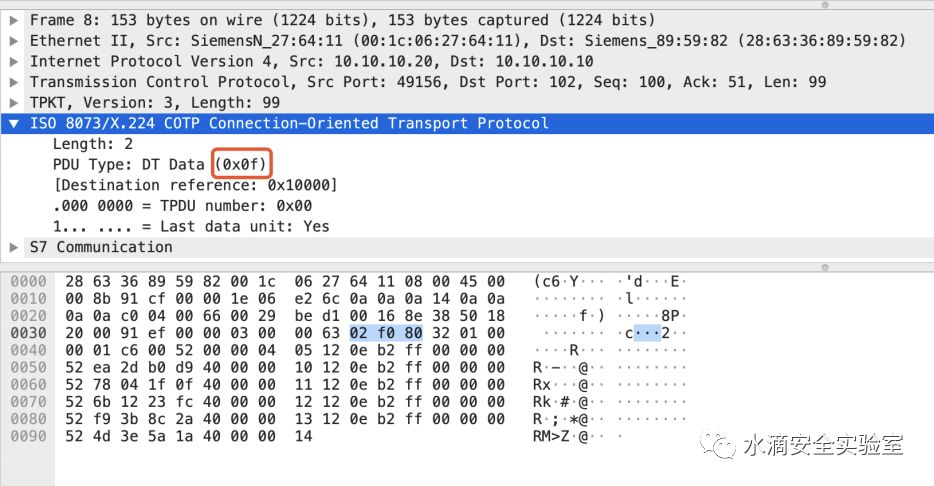 Frame 8: 153 bytes on wire (1224 bits), 153 bytes captured (1224 bits)
Ethernet II, Src: SiemensN_27:64:11 (00:1c:06:27:64:11), Dst: Siemens_89:59:82 (28:63:36:89:59:82)
Internet Protocol Version 4, Src: 10.10.10.20, Dst: 10.10.10.10
Transmission Control Protocol, Src Port: 49156, Dst Port: 102, Seq: 100, Ack: 51, Len: 99
TPKT, Version: 3, Length: 99
ISO 8073/X.224 COTP Connection-Oriented Transport Protocol
Length: 2
PDU Type: DT Data (0x0f)
[Destination reference: 0x10000]
.000 0000 = TPDU number: 0x00
1... .... = Last data unit: Yes
S7 Communication
0000 28 63 36 89 59 82 00 1c 06 27 64 11 08 00 45 00 (c6·Y··· ·'d···E·
0010 00 8b 91 cf 00 00 1e 06 e2 6c 0a 0a 0a 14 0a 0a ········ ·l······
0020 0a 0a c0 04 00 66 00 29 be d1 00 16 8e 38 50 18 ·····f·) ·····8P·
0030 20 00 91 ef 00 00 03 00 00 63 02 f0 80 32 01 00 ······· ·c···2··
0040 00 01 c6 00 52 00 00 04 05 12 0e b2 ff 00 00 00 ····R··· ········
0050 52 ea 2d b0 d9 40 00 00 10 12 0e b2 ff 00 00 00 R·-··@·· ········
0060 52 78 04 1f 0f 40 00 00 11 12 0e b2 ff 00 00 00 Rx···@·· ········
0070 52 6b 12 23 fc 40 00 00 12 12 0e b2 ff 00 00 00 Rk·#·@·· ········
0080 52 f9 3b 8c 2a 40 00 00 13 12 0e b2 ff 00 00 00 R·;·*@·· ········
0090 52 4d 3e 5a 1a 40 00 00 14 RM>Z·@·· ·
水滴安全实验室